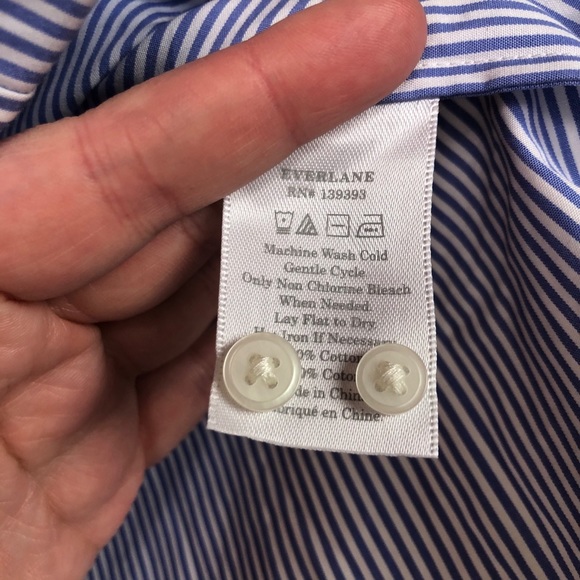 EVERLANE
RN# 139393
Machine Wash Cold
Gentle Cycle
Only Non Chlorine Bleach
When Needed.
Lay Flat to Dry.
Iron If Necessary
Cotton
in China
en Chine.